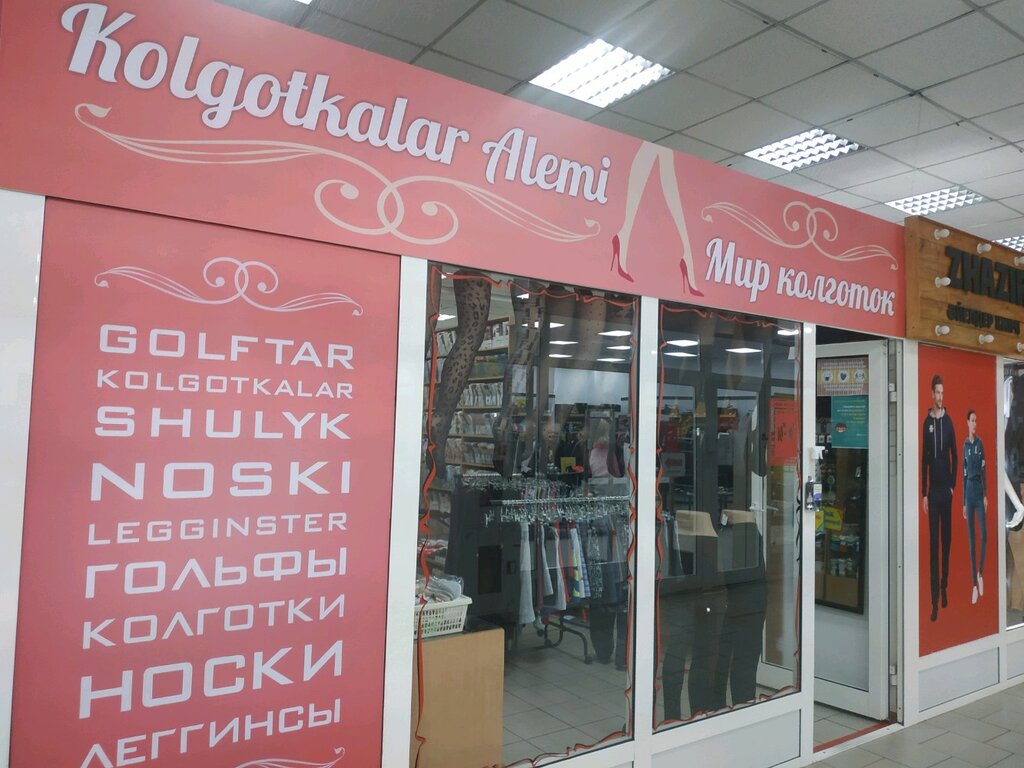 Kolgotkalar Alemi
Мир колготок
GOLFTAR
KOLGOTKALAR
SHULYK
NOSKI
LEGGINSTER
ГОЛЬФЫ
КОЛГОТКИ
НОСКИ
ЛЕГГИНСЫ